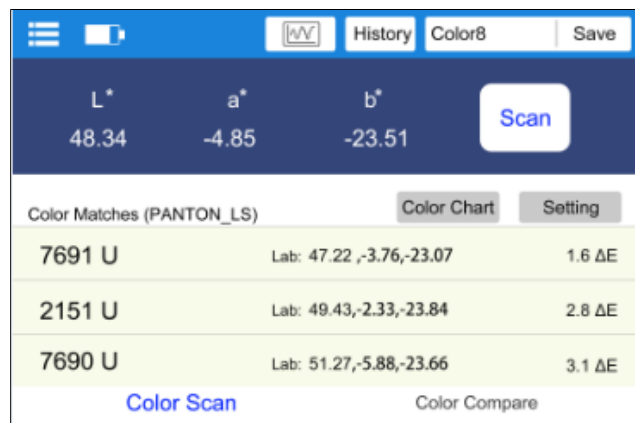 History Color8 Save
L* a* b*
48.34 -4.85 -23.51
Scan
Color Matches (PANTON_LS) Color Chart Setting
7691 U Lab: 47.22 ,-3.76,-23.07 1.6 ΔE
2151 U Lab: 49.43,-2.33,-23.84 2.8 ΔE
7690 U Lab: 51.27,-5.88,-23.66 3.1 ΔE
Color Scan Color Compare